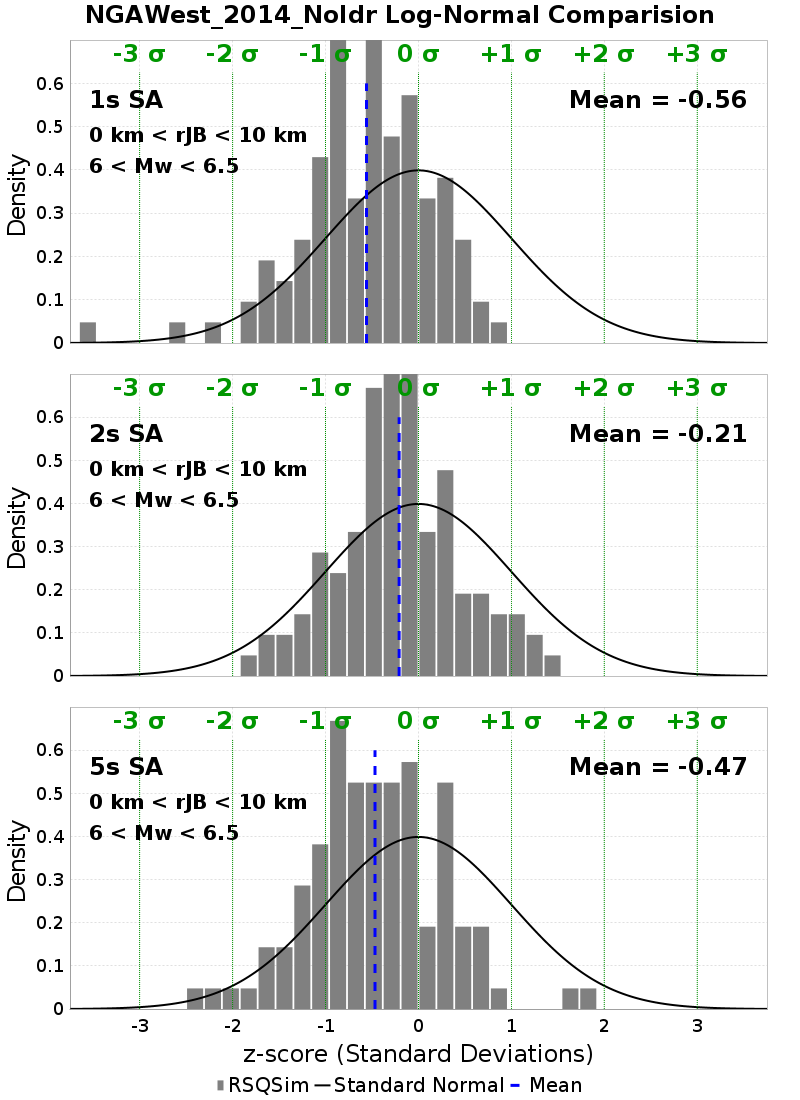 NGAWest_2014_NoIdr Log-Normal Comparision
-3 σ -2 σ -1 σ 0 σ +1 σ +2 σ +3 σ
1s SA Mean = -0.56
0 km < rJB < 10 km
6 < Mw < 6.5
0.6
0.5
0.4
0.3
0.2
0.1
0
Density
-3 σ -2 σ -1 σ 0 σ +1 σ +2 σ +3 σ
2s SA Mean = -0.21
0 km < rJB < 10 km
6 < Mw < 6.5
0.6
0.5
0.4
0.3
0.2
0.1
0
Density
-3 σ -2 σ -1 σ 0 σ +1 σ +2 σ +3 σ
5s SA Mean = -0.47
0 km < rJB < 10 km
6 < Mw < 6.5
0.6
0.5
0.4
0.3
0.2
0.1
0
Density
-3 -2 -1 0 1 2 3
z-score (Standard Deviations)
RSQSim Standard Normal Mean